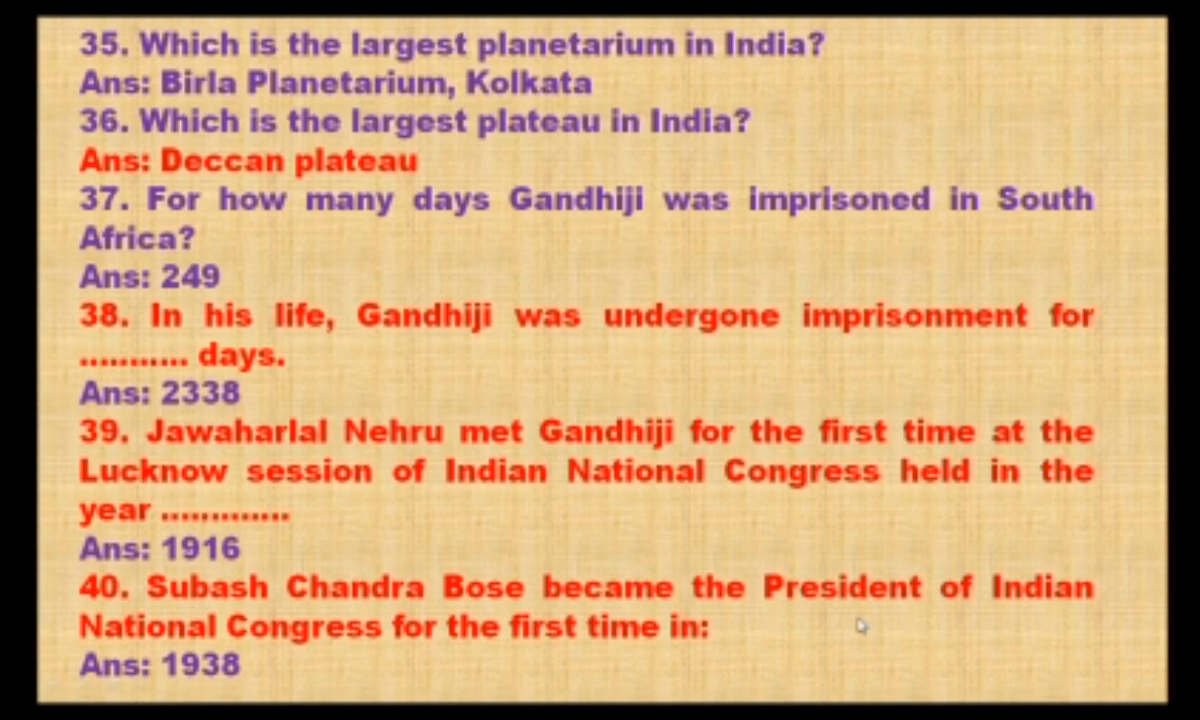 35. Which is the largest planetarium in India?
Ans: Birla Planetarium, Kolkata
36. Which is the largest plateau in India?
Ans: Deccan plateau
37. For how many days Gandhiji was imprisoned in South
Africa?
Ans: 249
38. In his life, Gandhiji was undergone imprisonment for
........... days.
Ans: 2338
39. Jawaharlal Nehru met Gandhiji for the first time at the
Lucknow session of Indian National Congress held in the
year .............
Ans: 1916
40. Subash Chandra Bose became the President of Indian
National Congress for the first time in:
Ans: 1938